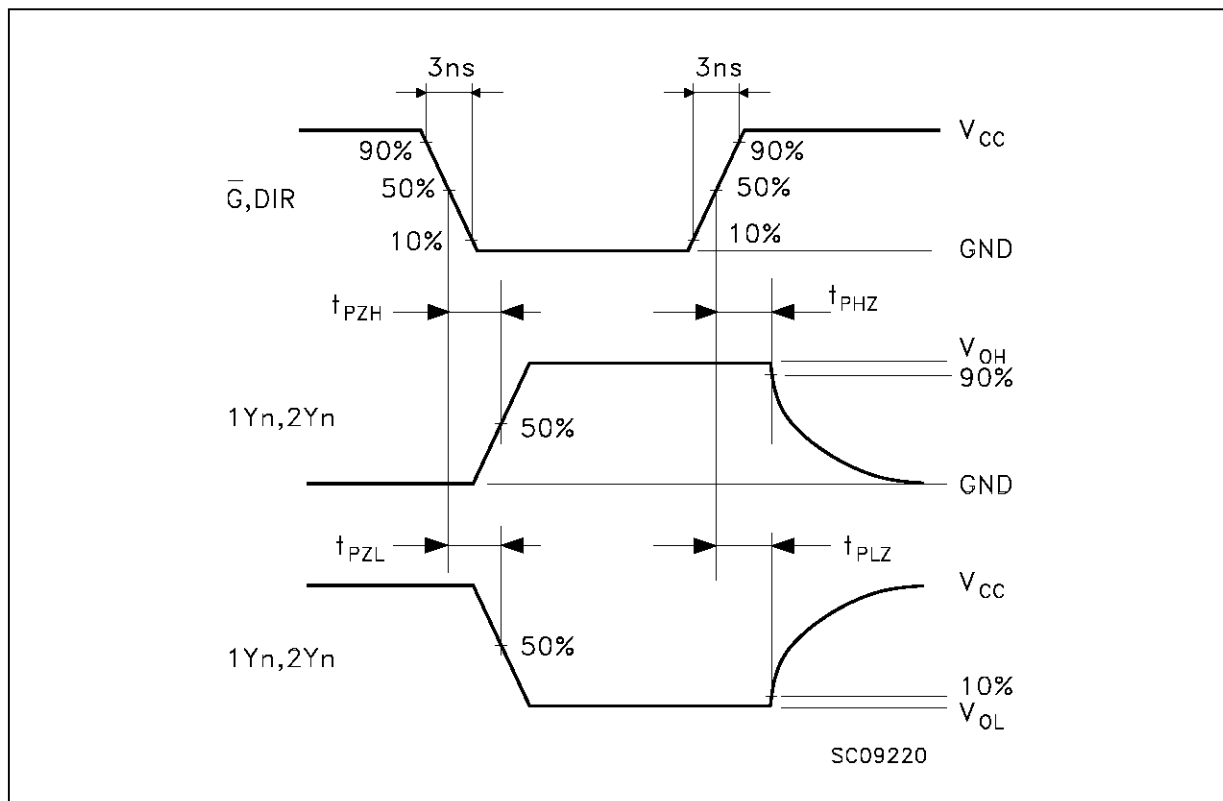 3ns 3ns
V_CC
90% 90%
G̅,DIR 50% 50%
10% 10%
GND
t_PZH t_PHZ
V_OH
90%
1Yn,2Yn 50%
GND
t_PZL t_PLZ
V_CC
1Yn,2Yn 50%
10%
V_OL
SC09220